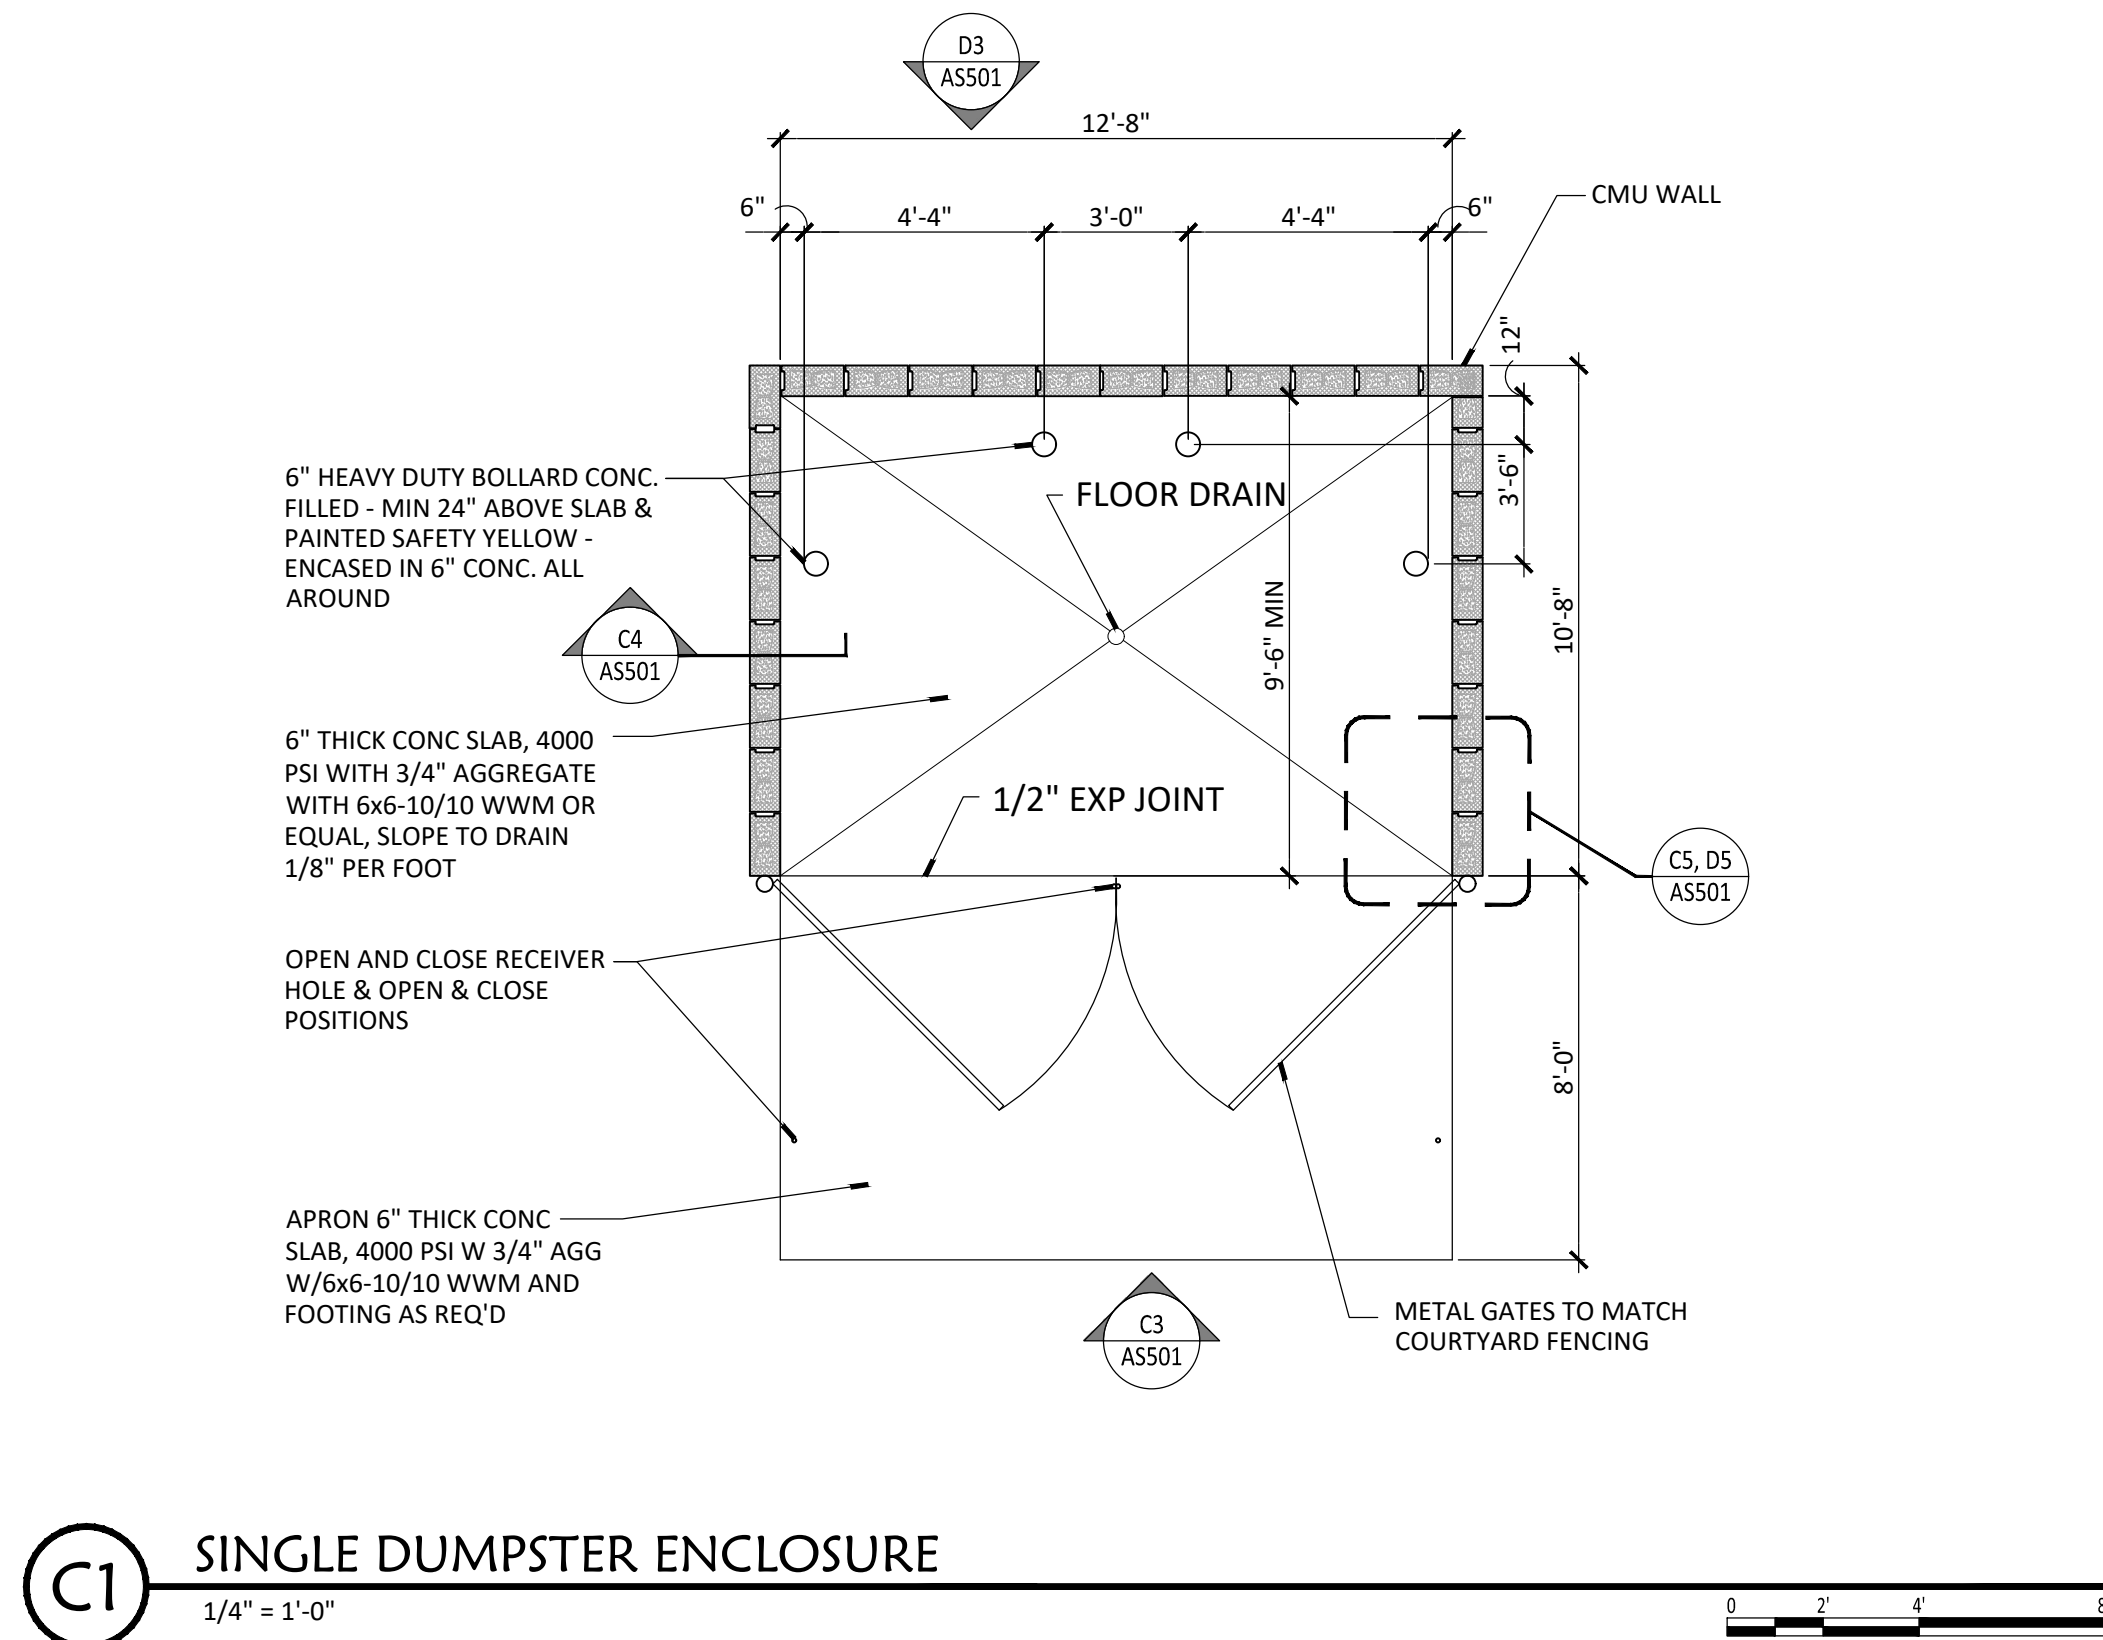 D3
AS501
12'-8"
6"
4'-4"
3'-0"
4'-4"
6"
CMU WALL
12"
3'-6"
10'-8"
6" HEAVY DUTY BOLLARD CONC.
FILLED - MIN 24" ABOVE SLAB &
PAINTED SAFETY YELLOW -
ENCASED IN 6" CONC. ALL
AROUND
FLOOR DRAIN
9'-6" MIN
C4
AS501
6" THICK CONC SLAB, 4000
PSI WITH 3/4" AGGREGATE
WITH 6x6-10/10 WWM OR
EQUAL, SLOPE TO DRAIN
1/8" PER FOOT
1/2" EXP JOINT
C5, D5
AS501
OPEN AND CLOSE RECEIVER
HOLE & OPEN & CLOSE
POSITIONS
8'-0"
APRON 6" THICK CONC
SLAB, 4000 PSI W 3/4" AGG
W/6x6-10/10 WWM AND
FOOTING AS REQ'D
C3
AS501
METAL GATES TO MATCH
COURTYARD FENCING
C1
SINGLE DUMPSTER ENCLOSURE
1/4" = 1'-0"
0 2' 4' 8